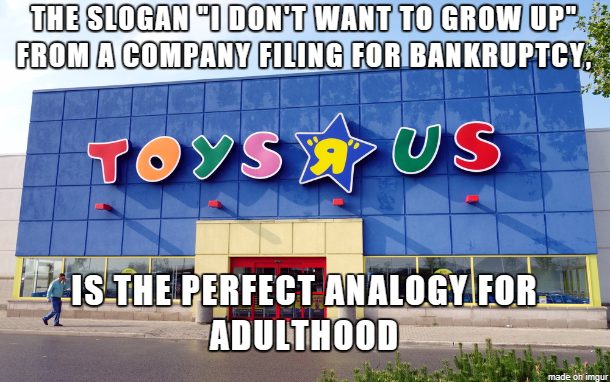 THE SLOGAN "I DON'T WANT TO GROW UP"
FROM A COMPANY FILING FOR BANKRUPTCY,
TOYS "R" US
IS THE PERFECT ANALOGY FOR
ADULTHOOD
made on imgur